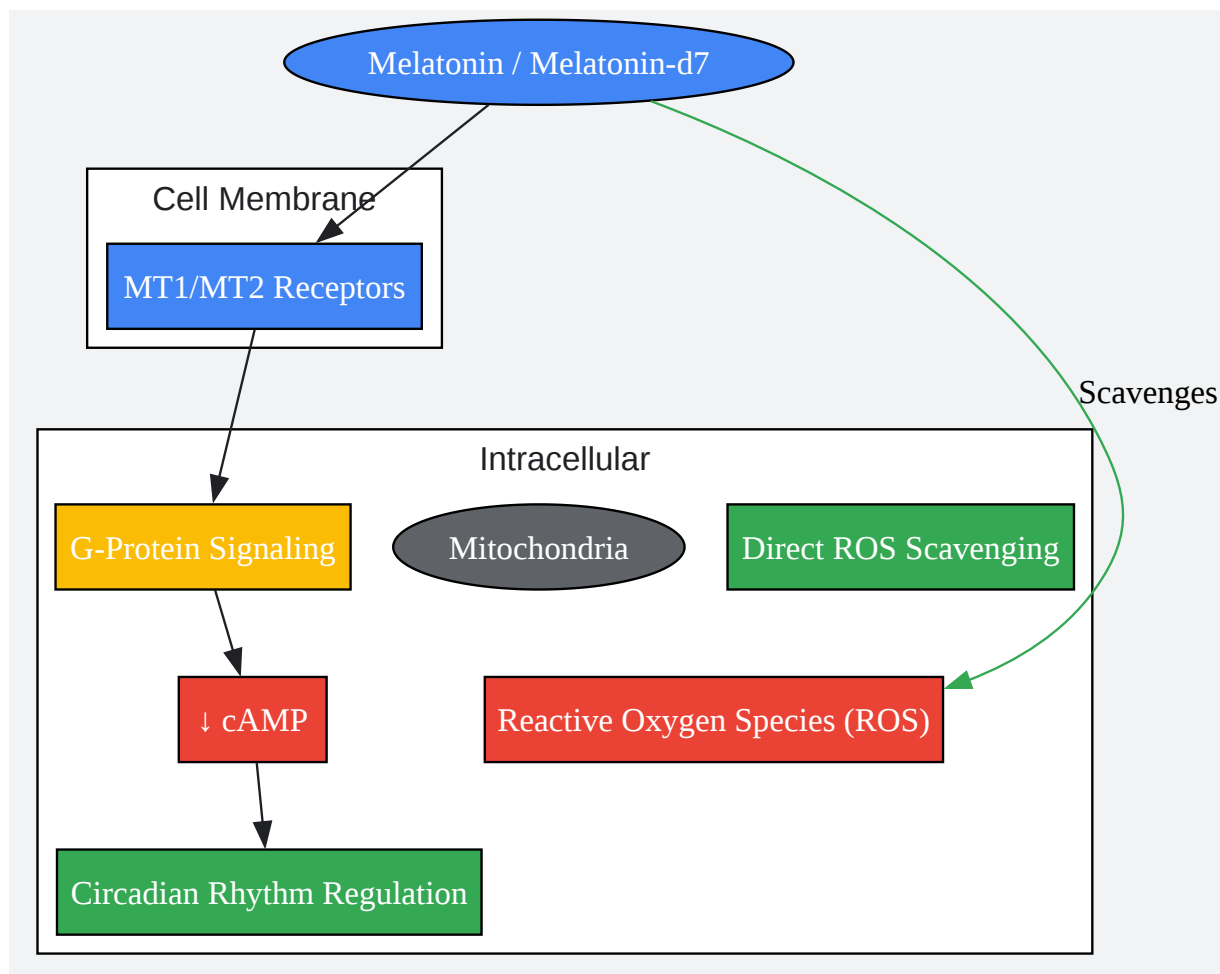 Melatonin / Melatonin-d7
Cell Membrane
MT1/MT2 Receptors
Scavenges
Intracellular
G-Protein Signaling
Mitochondria
Direct ROS Scavenging
↓ cAMP
Reactive Oxygen Species (ROS)
Circadian Rhythm Regulation